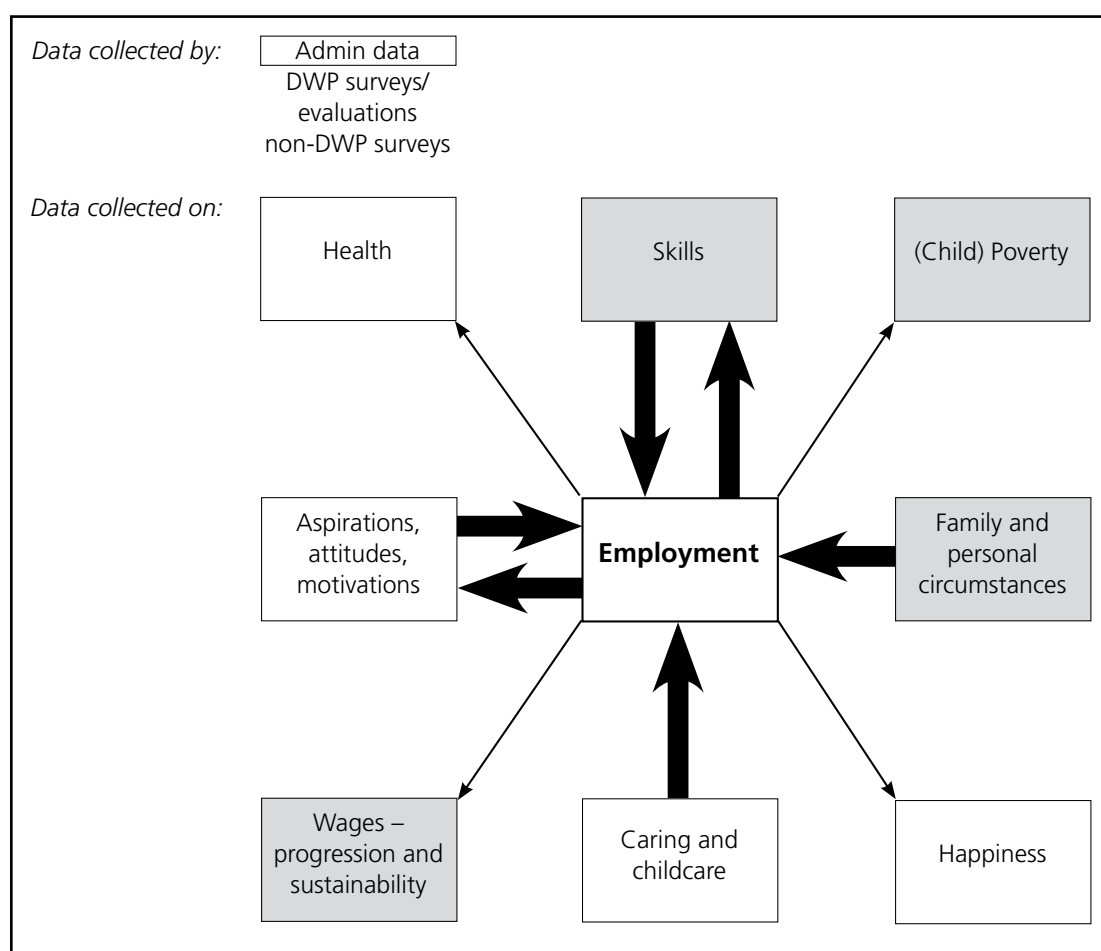 Data collected by:
Admin data
DWP surveys/
evaluations
non-DWP surveys
Data collected on:
Health
Skills
(Child) Poverty
Aspirations,
attitudes,
motivations
Employment
Family and
personal
circumstances
Wages –
progression and
sustainability
Caring and
childcare
Happiness